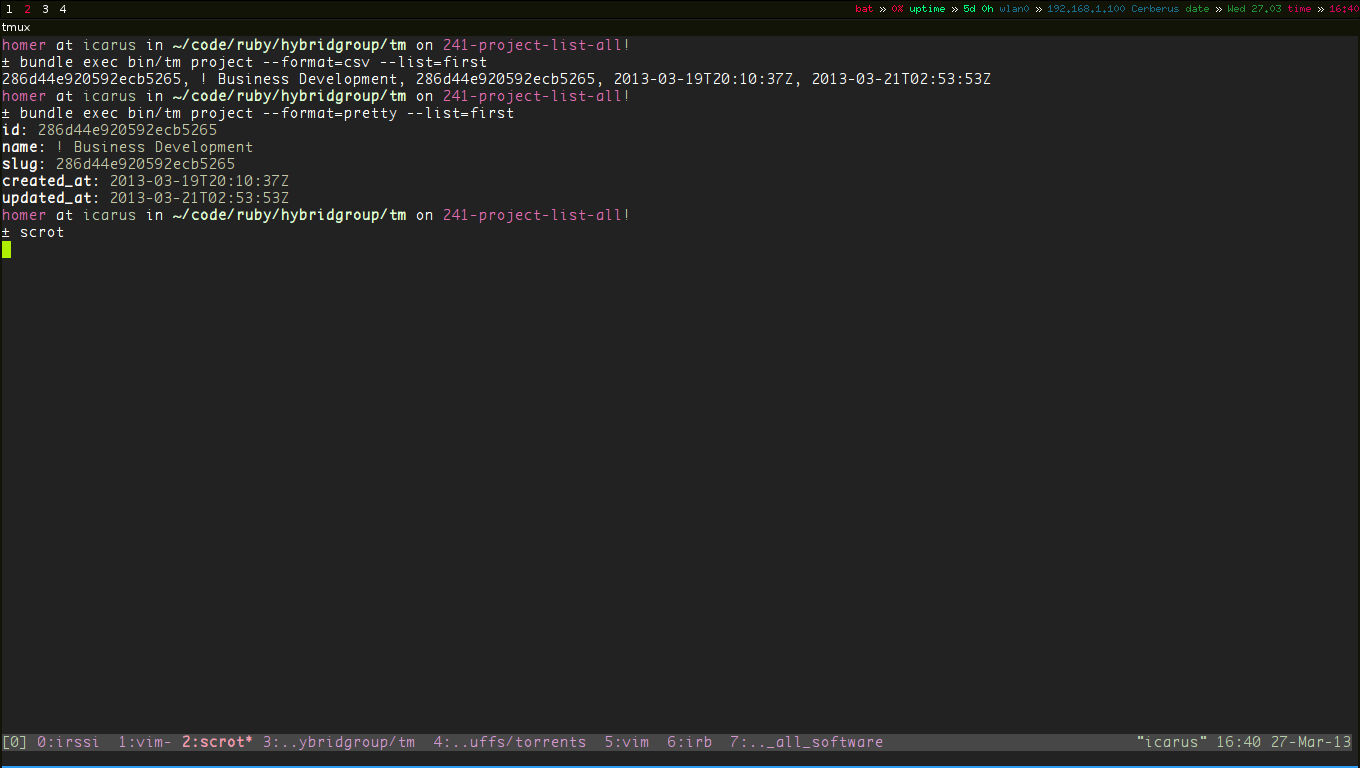 1 2 3 4 bat » 0% uptime » 5d 0h wlan0 » 192.168.1.100 Cerberus date » Wed 27.03 time » 16:40
tmux
homer at icarus in ~/code/ruby/hybridgroup/tm on 241-project-list-all!
± bundle exec bin/tm project --format=csv --list=first
286d44e920592ecb5265, ! Business Development, 286d44e920592ecb5265, 2013-03-19T20:10:37Z, 2013-03-21T02:53:53Z
homer at icarus in ~/code/ruby/hybridgroup/tm on 241-project-list-all!
± bundle exec bin/tm project --format=pretty --list=first
id: 286d44e920592ecb5265
name: ! Business Development
slug: 286d44e920592ecb5265
created_at: 2013-03-19T20:10:37Z
updated_at: 2013-03-21T02:53:53Z
homer at icarus in ~/code/ruby/hybridgroup/tm on 241-project-list-all!
± scrot
[0] 0:irssi  1:vim- 2:scrot* 3:..ybridgroup/tm  4:..uffs/torrents  5:vim  6:irb  7:.._all_software "icarus" 16:40 27-Mar-13